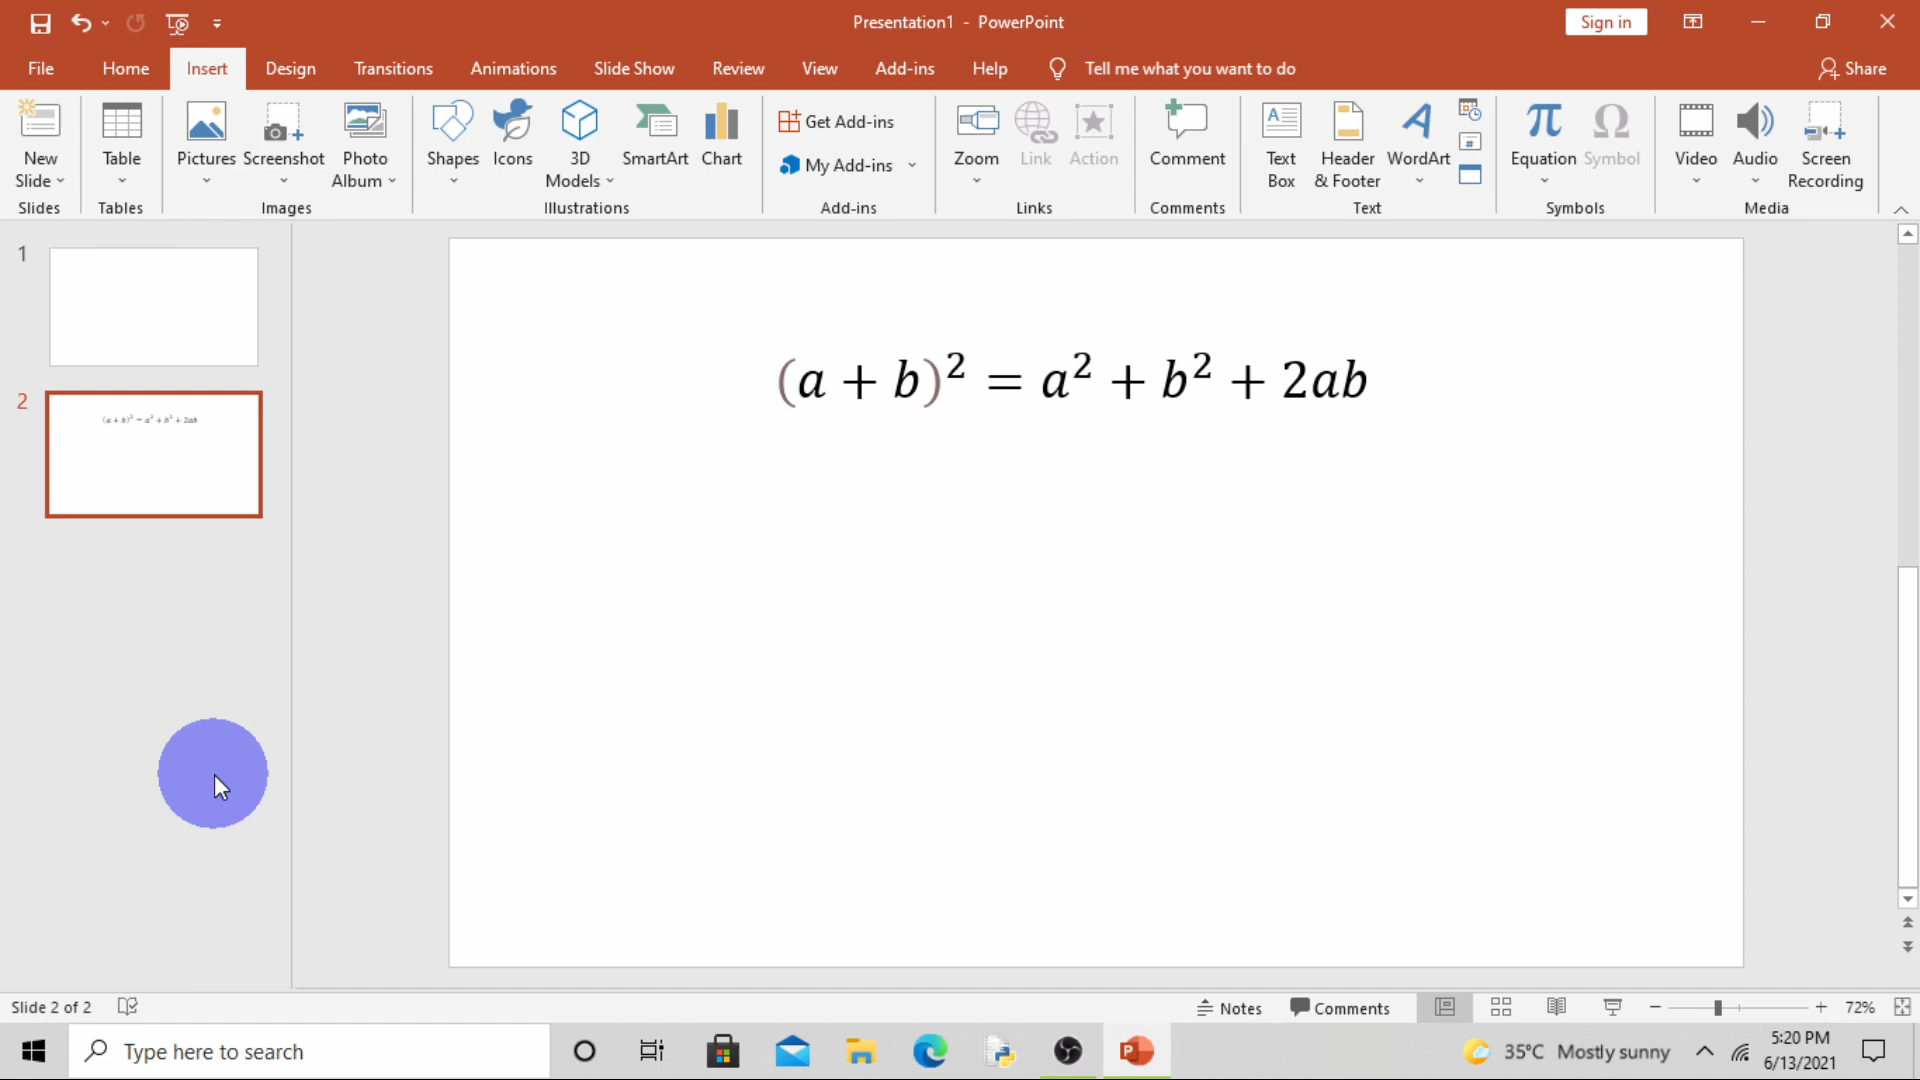 Presentation1 - PowerPoint
Sign in
File Home Insert Design Transitions Animations Slide Show Review View Add-ins Help Tell me what you want to do Share
New Slide
Table
Pictures
Screenshot
Photo Album
Shapes
Icons
3D Models
SmartArt
Chart
Get Add-ins
My Add-ins
Zoom
Link
Action
Comment
Text Box
Header & Footer
WordArt
Equation
Symbol
Video
Audio
Screen Recording
Slides Tables Images Illustrations Add-ins Links Comments Text Symbols Media
1
2
(a + b)² = a² + b² + 2ab
(a + b)² = a² + b² + 2ab
Slide 2 of 2
Notes Comments 72%
Type here to search
35°C Mostly sunny
5:20 PM
6/13/2021